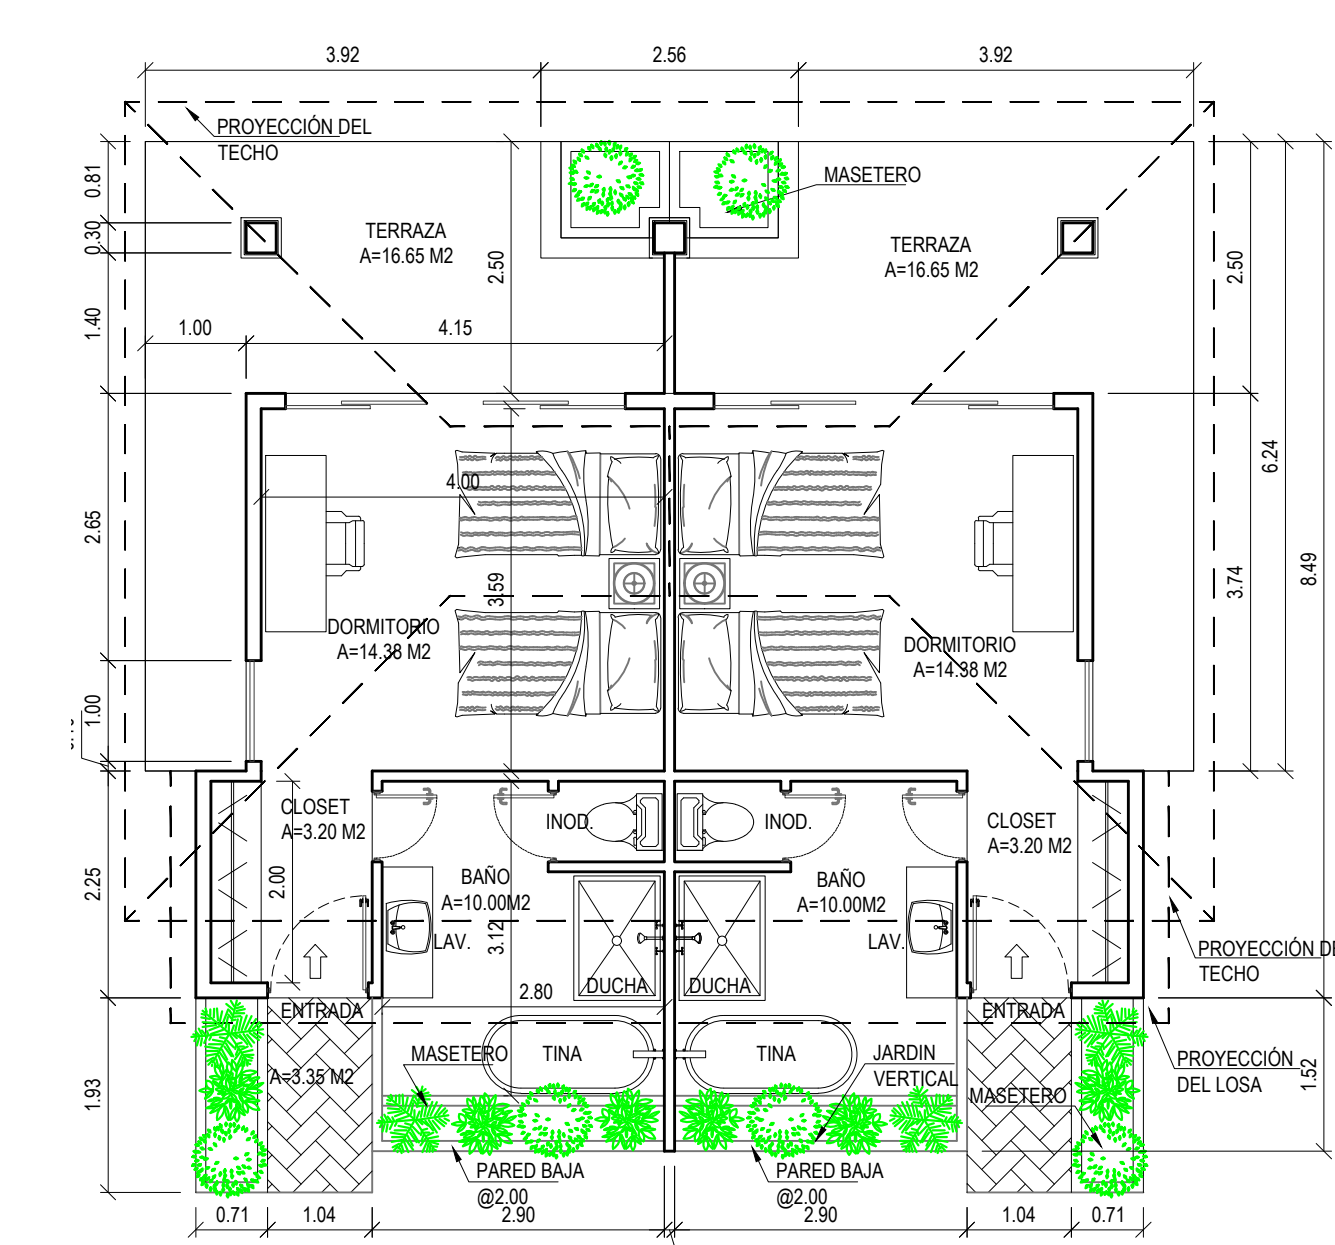 3.92
2.56
3.92
PROYECCIÓN DEL
TECHO
MASETERO
0.81
0.30
1.40
TERRAZA
A=16.65 M2
TERRAZA
A=16.65 M2
2.50
2.50
1.00
4.15
6.24
8.49
4.00
2.65
3.59
3.74
DORMITORIO
A=14.38 M2
DORMITORIO
A=14.38 M2
1.00
CLOSET
A=3.20 M2
INOD.
INOD.
CLOSET
A=3.20 M2
2.25
2.00
BAÑO
A=10.00M2
BAÑO
A=10.00M2
3.12
LAV.
LAV.
PROYECCIÓN DE
TECHO
DUCHA
DUCHA
2.80
ENTRADA
ENTRADA
MASETERO
TINA
TINA
JARDIN
VERTICAL
PROYECCIÓN
DEL LOSA
A=3.35 M2
MASETERO
1.93
1.52
PARED BAJA
@2.00
PARED BAJA
@2.00
0.71
1.04
2.90
2.90
1.04
0.71